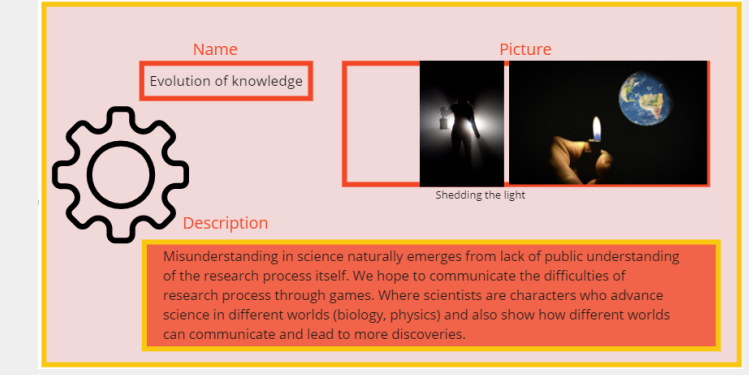 Name
Picture
Evolution of knowledge
Shedding the light
Description
Misunderstanding in science naturally emerges from lack of public understanding
of the research process itself. We hope to communicate the difficulties of
research process through games. Where scientists are characters who advance
science in different worlds (biology, physics) and also show how different worlds
can communicate and lead to more discoveries.